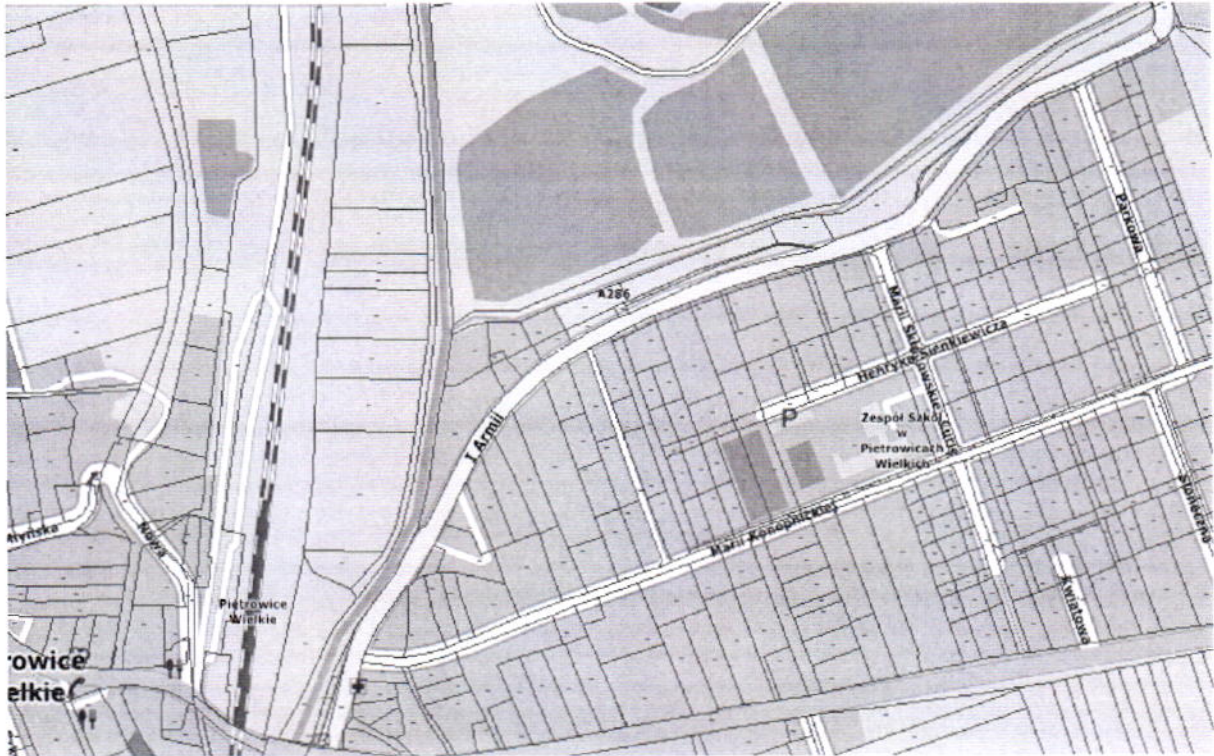 Parkowa
A286
Marii Skłodowskiej-Curie
Henryka Sienkiewicza
P
I Armii
Zespół Szkół
w
Pietrowicach
Wielkich
Słoneczna
Marii Konopnickiej
Młyńska
Nowa
Kwiatowa
Pietrowice
Wielkie
rowice
elkie